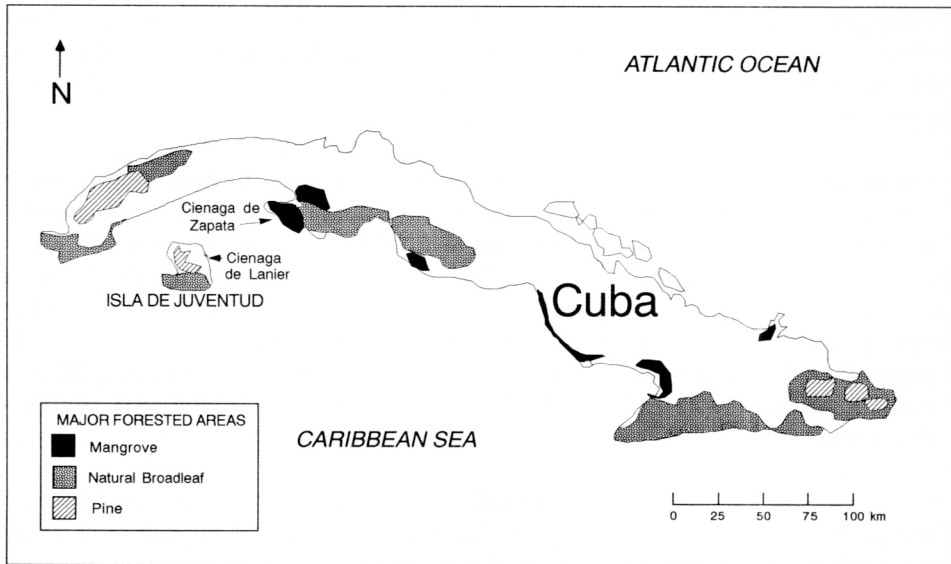 ATLANTIC OCEAN
N
Cienaga de
Zapata
Cienaga
de Lanier
ISLA DE JUVENTUD
Cuba
CARIBBEAN SEA
MAJOR FORESTED AREAS
Mangrove
Natural Broadleaf
Pine
0 25 50 75 100 km